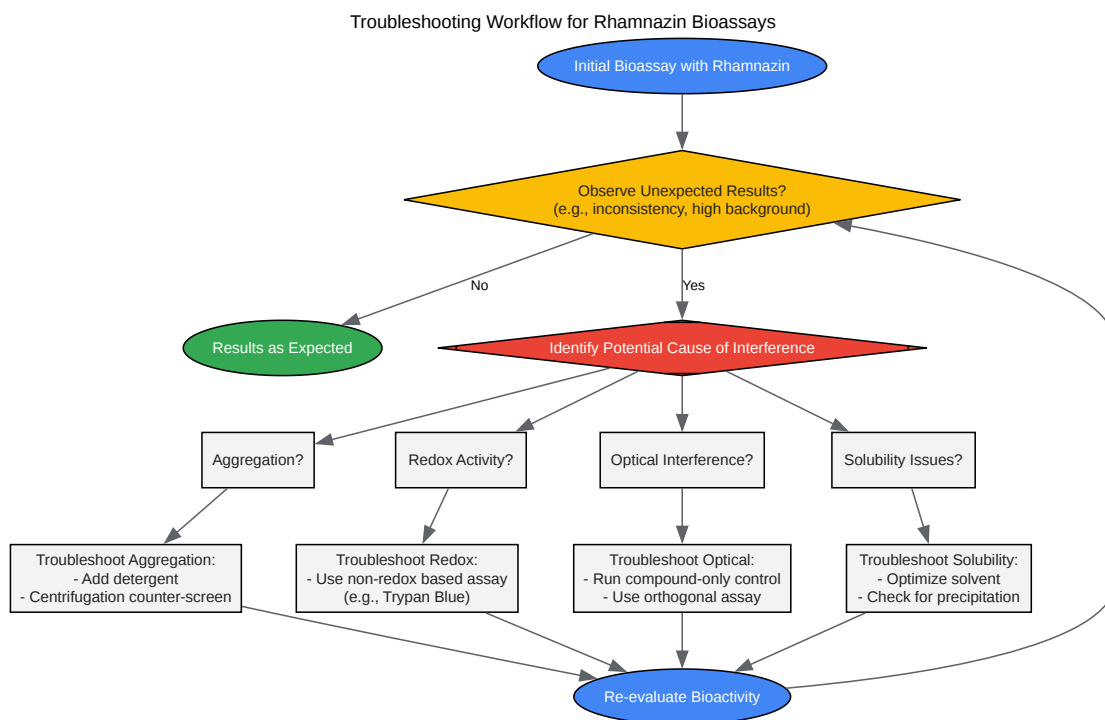 Troubleshooting Workflow for Rhamnazin Bioassays
Initial Bioassay with Rhamnazin
Observe Unexpected Results?
(e.g., inconsistency, high background)
No
Yes
Results as Expected
Identify Potential Cause of Interference
Aggregation?
Redox Activity?
Optical Interference?
Solubility Issues?
Troubleshoot Aggregation:
- Add detergent
- Centrifugation counter-screen
Troubleshoot Redox:
- Use non-redox based assay
(e.g., Trypan Blue)
Troubleshoot Optical:
- Run compound-only control
- Use orthogonal assay
Troubleshoot Solubility:
- Optimize solvent
- Check for precipitation
Re-evaluate Bioactivity